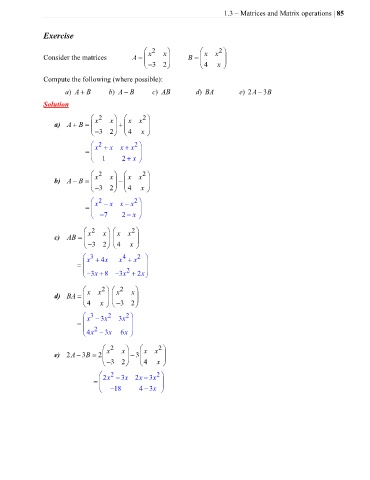 1.3 – Matrices and Matrix operations | 85
Exercise
Consider the matrices A = \begin{pmatrix} x^2 & x \\ -3 & 2 \end{pmatrix} B = \begin{pmatrix} x & x^2 \\ 4 & x \end{pmatrix}
Compute the following (where possible):
a) A + B b) A − B c) AB d) BA e) 2A − 3B
Solution
a) A + B = \begin{pmatrix} x^2 & x \\ -3 & 2 \end{pmatrix} + \begin{pmatrix} x & x^2 \\ 4 & x \end{pmatrix}
= \begin{pmatrix} x^2 + x & x + x^2 \\ 1 & 2 + x \end{pmatrix}
b) A − B = \begin{pmatrix} x^2 & x \\ -3 & 2 \end{pmatrix} - \begin{pmatrix} x & x^2 \\ 4 & x \end{pmatrix}
= \begin{pmatrix} x^2 - x & x - x^2 \\ -7 & 2 - x \end{pmatrix}
c) AB = \begin{pmatrix} x^2 & x \\ -3 & 2 \end{pmatrix} \begin{pmatrix} x & x^2 \\ 4 & x \end{pmatrix}
= \begin{pmatrix} x^3 + 4x & x^4 + x^2 \\ -3x + 8 & -3x^2 + 2x \end{pmatrix}
d) BA = \begin{pmatrix} x & x^2 \\ 4 & x \end{pmatrix} \begin{pmatrix} x^2 & x \\ -3 & 2 \end{pmatrix}
= \begin{pmatrix} x^3 - 3x^2 & 3x^2 \\ 4x^2 - 3x & 6x \end{pmatrix}
e) 2A − 3B = 2 \begin{pmatrix} x^2 & x \\ -3 & 2 \end{pmatrix} - 3 \begin{pmatrix} x & x^2 \\ 4 & x \end{pmatrix}
= \begin{pmatrix} 2x^2 - 3x & 2x - 3x^2 \\ -18 & 4 - 3x \end{pmatrix}